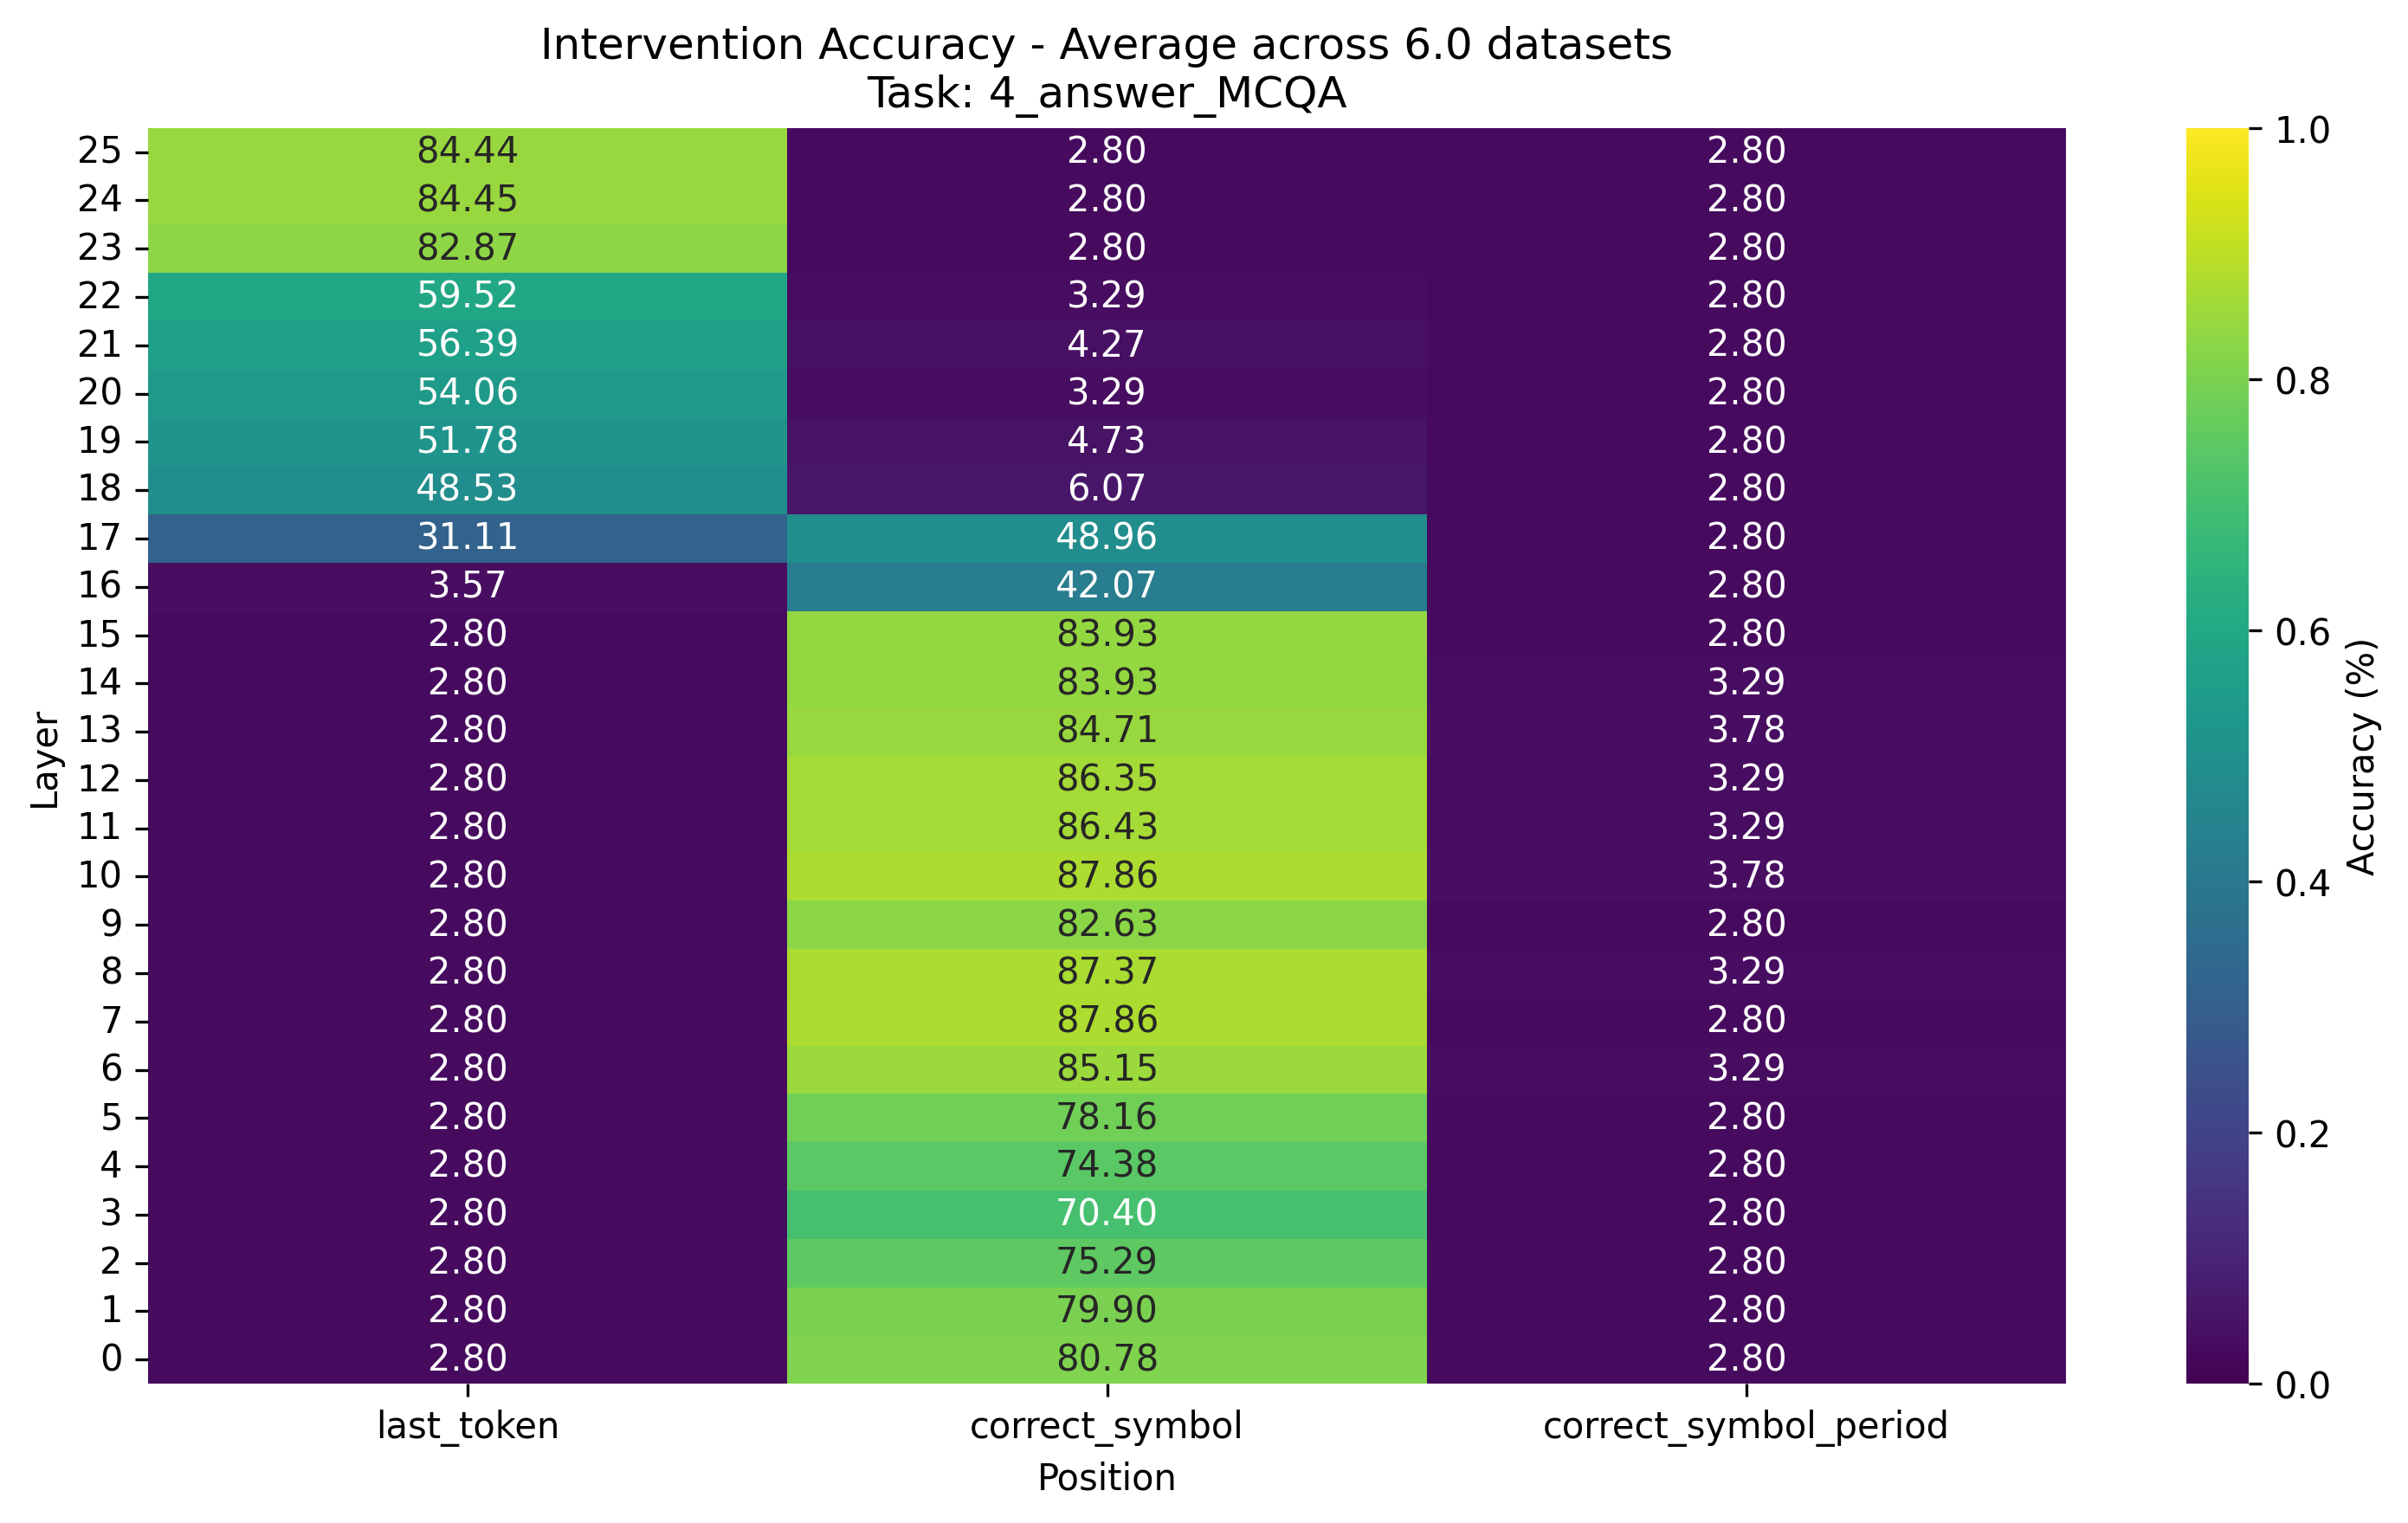 Intervention Accuracy - Average across 6.0 datasets
Task: 4_answer_MCQA
25 84.44 2.80 2.80
24 84.45 2.80 2.80
23 82.87 2.80 2.80
22 59.52 3.29 2.80
21 56.39 4.27 2.80
20 54.06 3.29 2.80
19 51.78 4.73 2.80
18 48.53 6.07 2.80
17 31.11 48.96 2.80
16 3.57 42.07 2.80
15 2.80 83.93 2.80
14 2.80 83.93 3.29
13 2.80 84.71 3.78
12 2.80 86.35 3.29
11 2.80 86.43 3.29
10 2.80 87.86 3.78
9 2.80 82.63 2.80
8 2.80 87.37 3.29
7 2.80 87.86 2.80
6 2.80 85.15 3.29
5 2.80 78.16 2.80
4 2.80 74.38 2.80
3 2.80 70.40 2.80
2 2.80 75.29 2.80
1 2.80 79.90 2.80
0 2.80 80.78 2.80
last_token correct_symbol correct_symbol_period
Position
Layer
1.0
0.8
0.6
0.4
0.2
0.0
Accuracy (%)